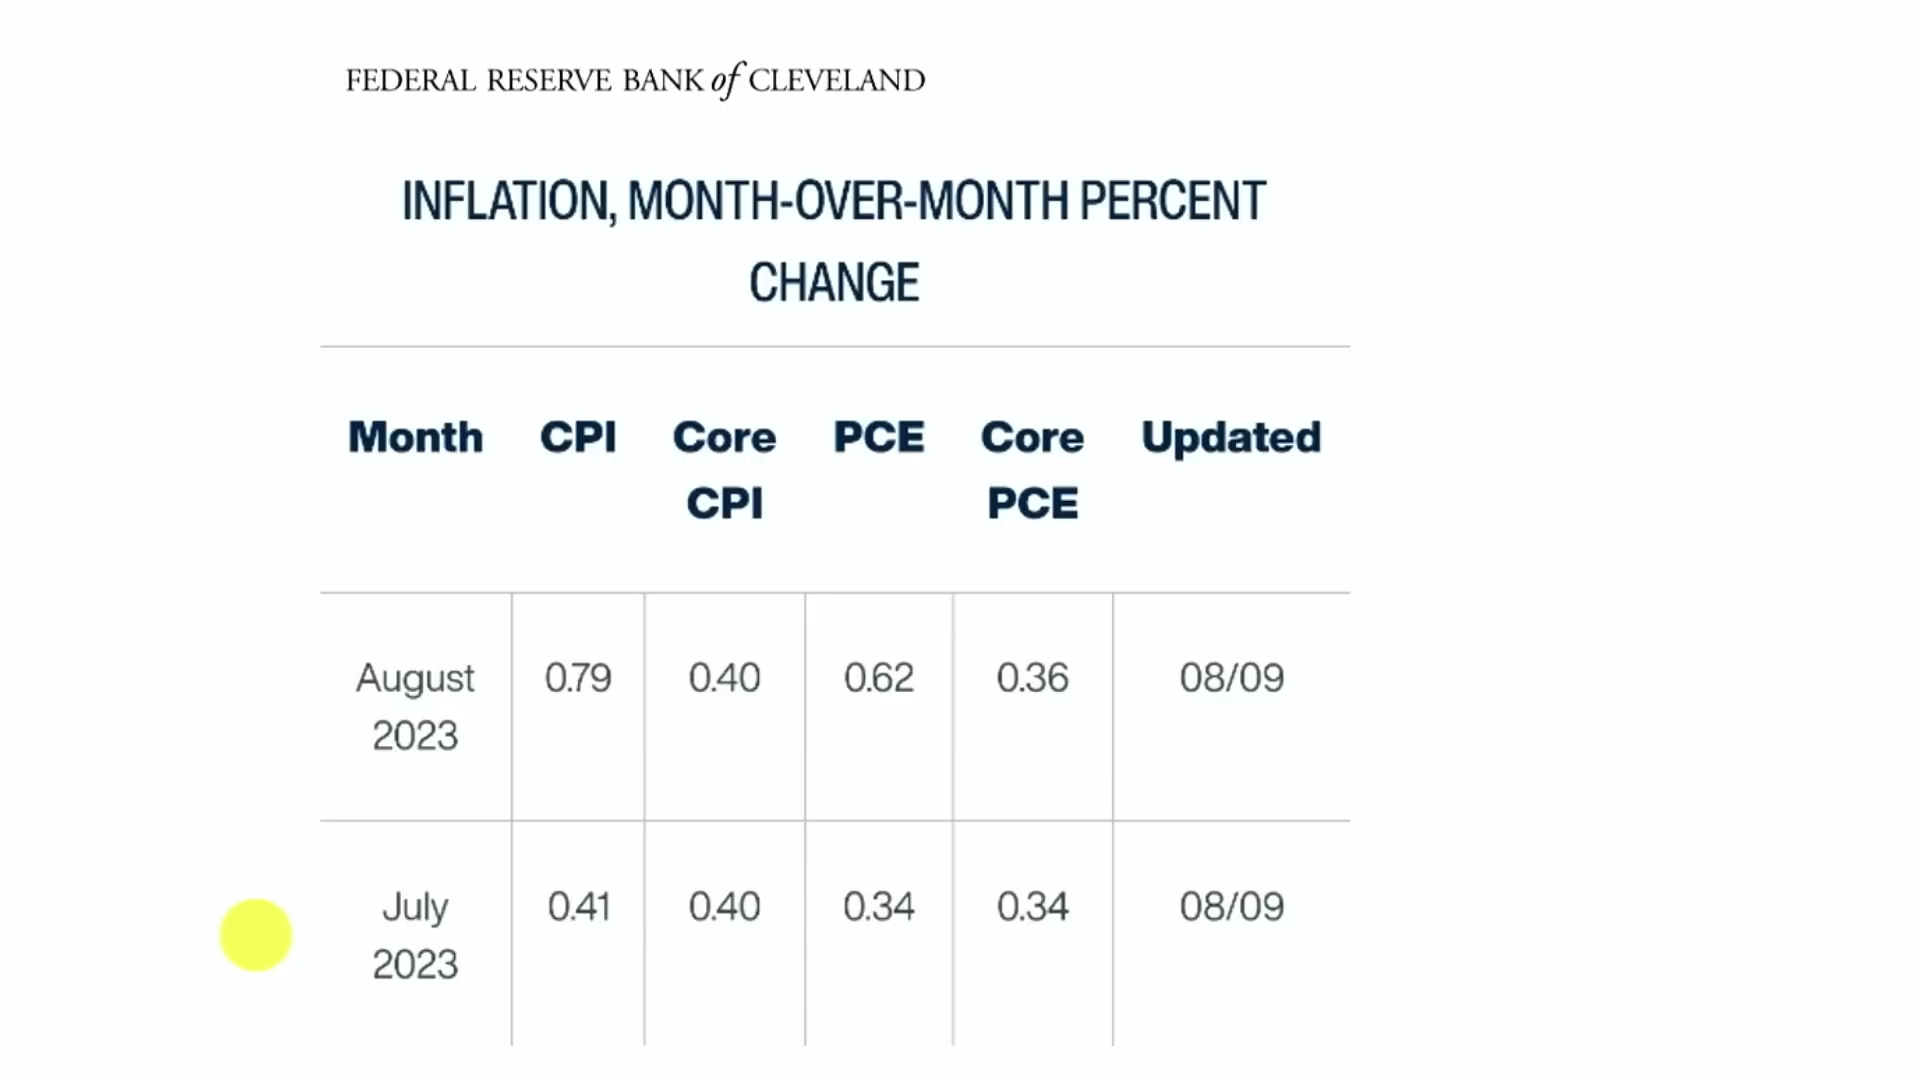 FEDERAL RESERVE BANK of CLEVELAND
INFLATION, MONTH-OVER-MONTH PERCENT
CHANGE
Month CPI Core PCE Core Updated
CPI PCE
August 0.79 0.40 0.62 0.36 08/09
2023
July 0.41 0.40 0.34 0.34 08/09
2023